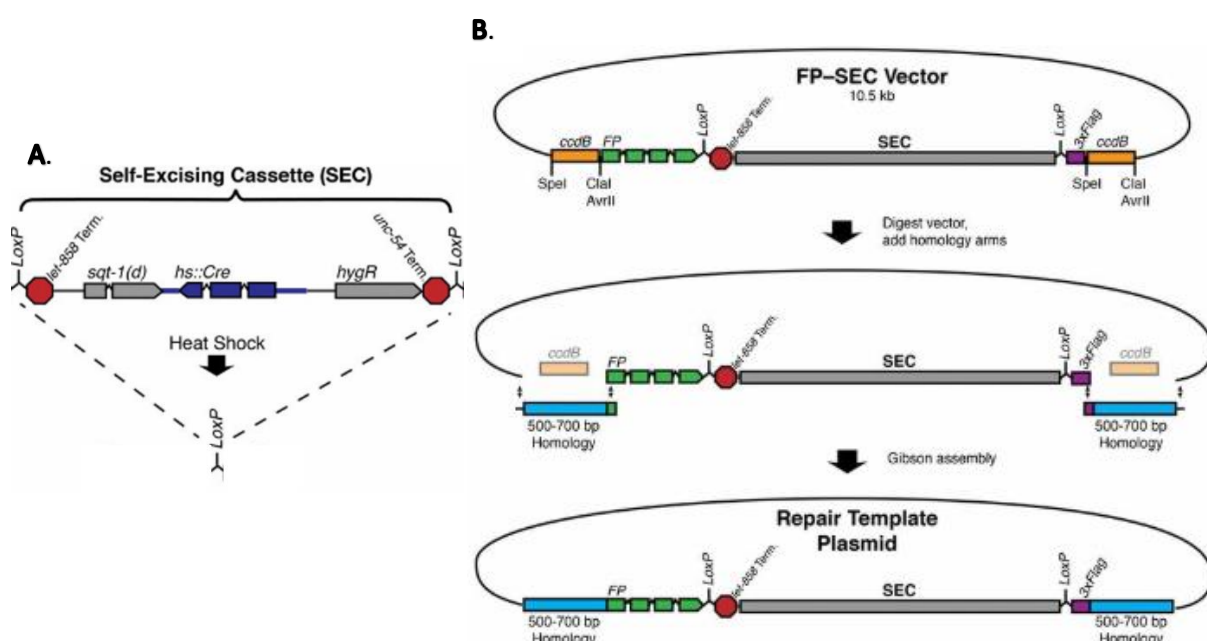 A.
Self-Excising Cassette (SEC)
LoxP
let-858 Term.
sqt-1(d)
hs::Cre
hygR
unc-54 Term.
LoxP
Heat Shock
LoxP
B.
FP–SEC Vector
10.5 kb
ccdB
FP
LoxP
let-858 Term.
SEC
LoxP
3xFlag
ccdB
SpeI
ClaI
AvrII
SpeI
ClaI
AvrII
Digest vector,
add homology arms
ccdB
FP
LoxP
let-858 Term.
SEC
LoxP
3xFlag
ccdB
500-700 bp
Homology
500-700 bp
Homology
Gibson assembly
Repair Template
Plasmid
FP
LoxP
let-858 Term.
SEC
LoxP
3xFlag
500-700 bp
Homology
500-700 bp
Homology